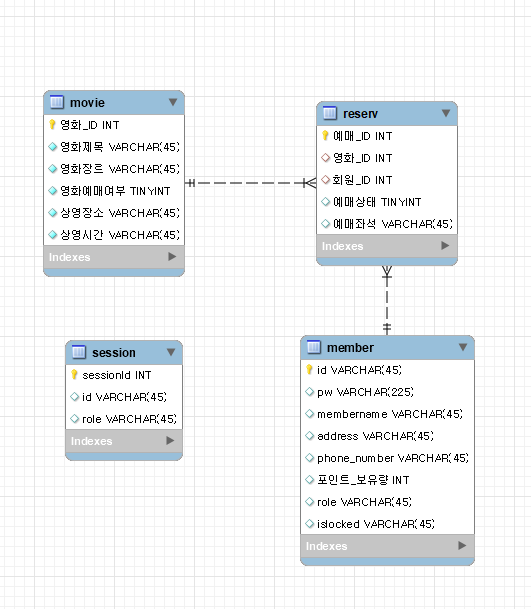 movie
영화_ID INT
영화제목 VARCHAR(45)
영화장르 VARCHAR(45)
영화예매여부 TINYINT
상영장소 VARCHAR(45)
상영시간 VARCHAR(45)
Indexes
reserv
예매_ID INT
영화_ID INT
회원_ID INT
예매상태 TINYINT
예매좌석 VARCHAR(45)
Indexes
session
sessionId INT
id VARCHAR(45)
role VARCHAR(45)
Indexes
member
id VARCHAR(45)
pw VARCHAR(225)
membername VARCHAR(45)
address VARCHAR(45)
phone_number VARCHAR(45)
포인트_보유량 INT
role VARCHAR(45)
islocked VARCHAR(45)
Indexes